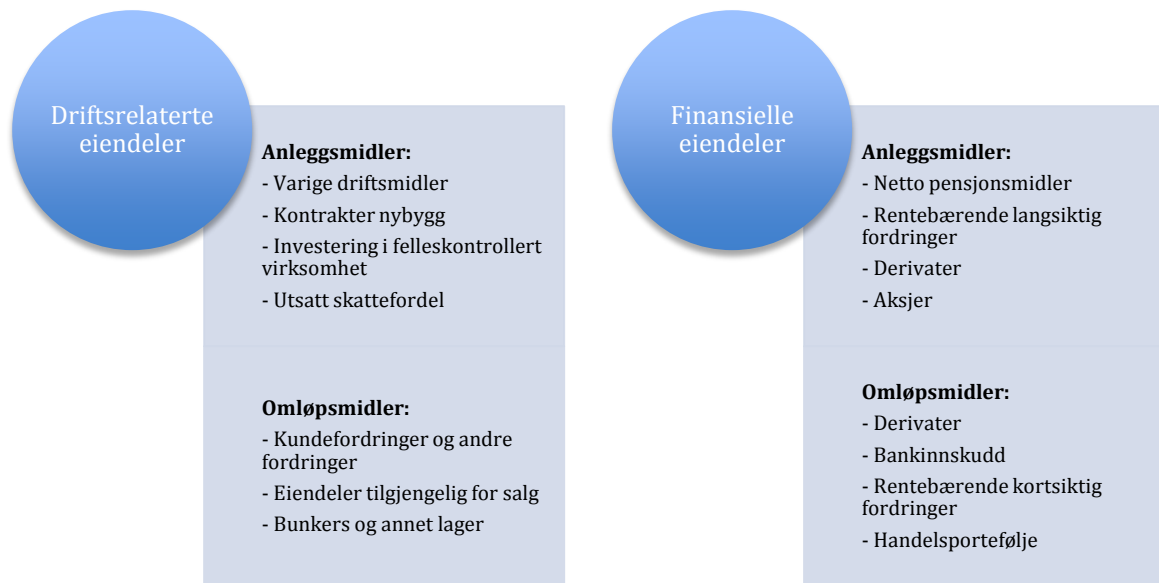 Driftsrelaterte
eiendeler
Anleggsmidler:
- Varige driftsmidler
- Kontrakter nybygg
- Investering i felleskontrollert
virksomhet
- Utsatt skattefordel
Omløpsmidler:
- Kundefordringer og andre
fordringer
- Eiendeler tilgjengelig for salg
- Bunkers og annet lager
Finansielle
eiendeler
Anleggsmidler:
- Netto pensjonsmidler
- Rentebærende langsiktig
fordringer
- Derivater
- Aksjer
Omløpsmidler:
- Derivater
- Bankinnskudd
- Rentebærende kortsiktig
fordringer
- Handelsportefølje